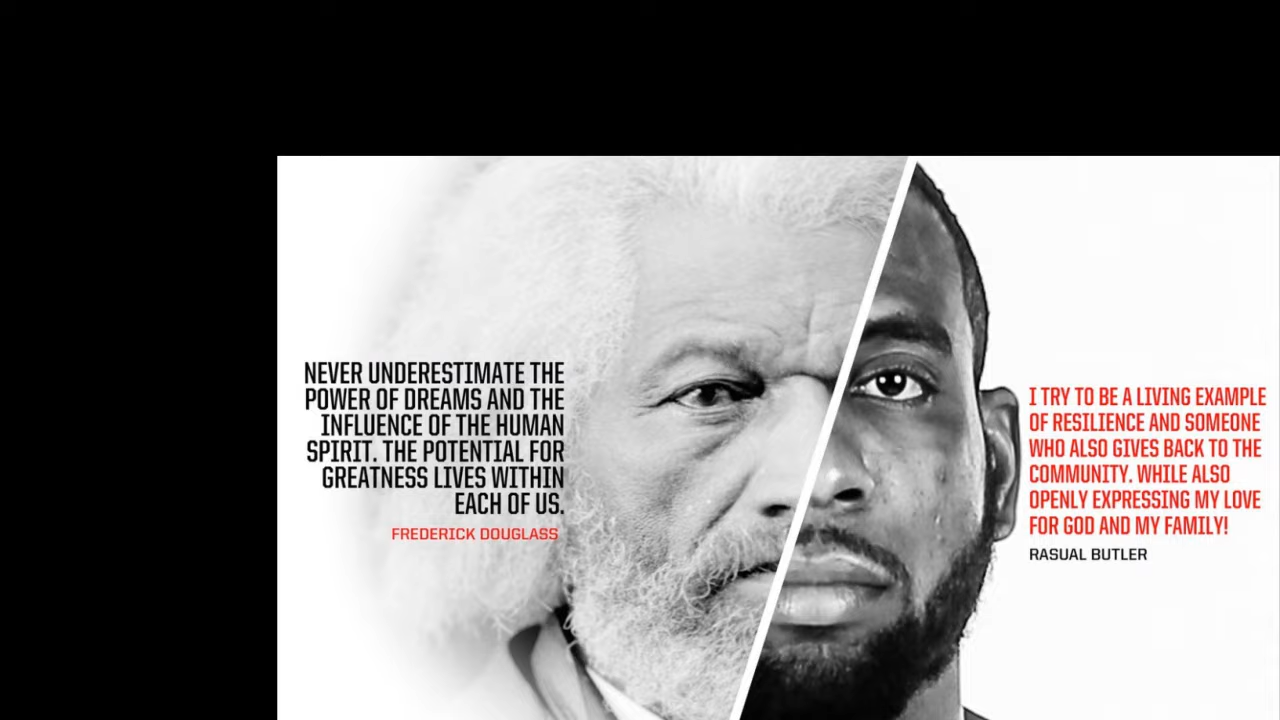 NEVER UNDERESTIMATE THE
POWER OF DREAMS AND THE
INFLUENCE OF THE HUMAN
SPIRIT. THE POTENTIAL FOR
GREATNESS LIVES WITHIN
EACH OF US.
FREDERICK DOUGLASS
I TRY TO BE A LIVING EXAMPLE
OF RESILIENCE AND SOMEONE
WHO ALSO GIVES BACK TO THE
COMMUNITY. WHILE ALSO
OPENLY EXPRESSING MY LOVE
FOR GOD AND MY FAMILY!
RASUAL BUTLER